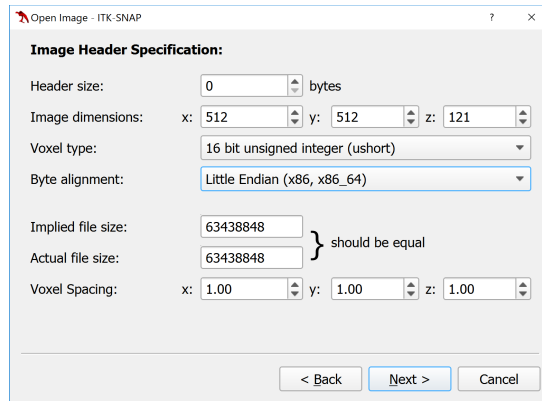 Open Image - ITK-SNAP ? ×
Image Header Specification:
Header size: 0 bytes
Image dimensions: x: 512 y: 512 z: 121
Voxel type: 16 bit unsigned integer (ushort)
Byte alignment: Little Endian (x86, x86_64)
Implied file size: 63438848
} should be equal
Actual file size: 63438848
Voxel Spacing: x: 1.00 y: 1.00 z: 1.00
< Back Next > Cancel